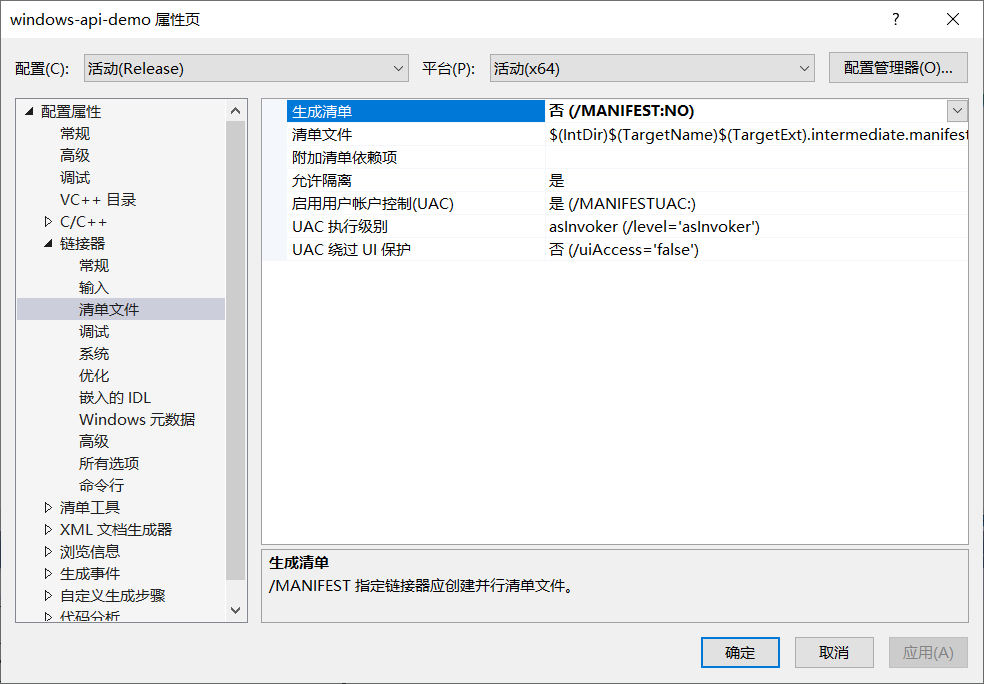 windows-api-demo 属性页
?
配置(C): 活动(Release) 平台(P): 活动(x64) 配置管理器(O)...
配置属性
常规
高级
调试
VC++ 目录
C/C++
链接器
常规
输入
清单文件
调试
系统
优化
嵌入的 IDL
Windows 元数据
高级
所有选项
命令行
清单工具
XML 文档生成器
浏览信息
生成事件
自定义生成步骤
代码分析
生成清单 否 (/MANIFEST:NO)
清单文件 $(IntDir)$(TargetName)$(TargetExt).intermediate.manifest
附加清单依赖项
允许隔离 是
启用用户帐户控制(UAC) 是 (/MANIFESTUAC:)
UAC 执行级别 asInvoker (/level='asInvoker')
UAC 绕过 UI 保护 否 (/uiAccess='false')
生成清单
/MANIFEST 指定链接器应创建并行清单文件。
确定 取消 应用(A)